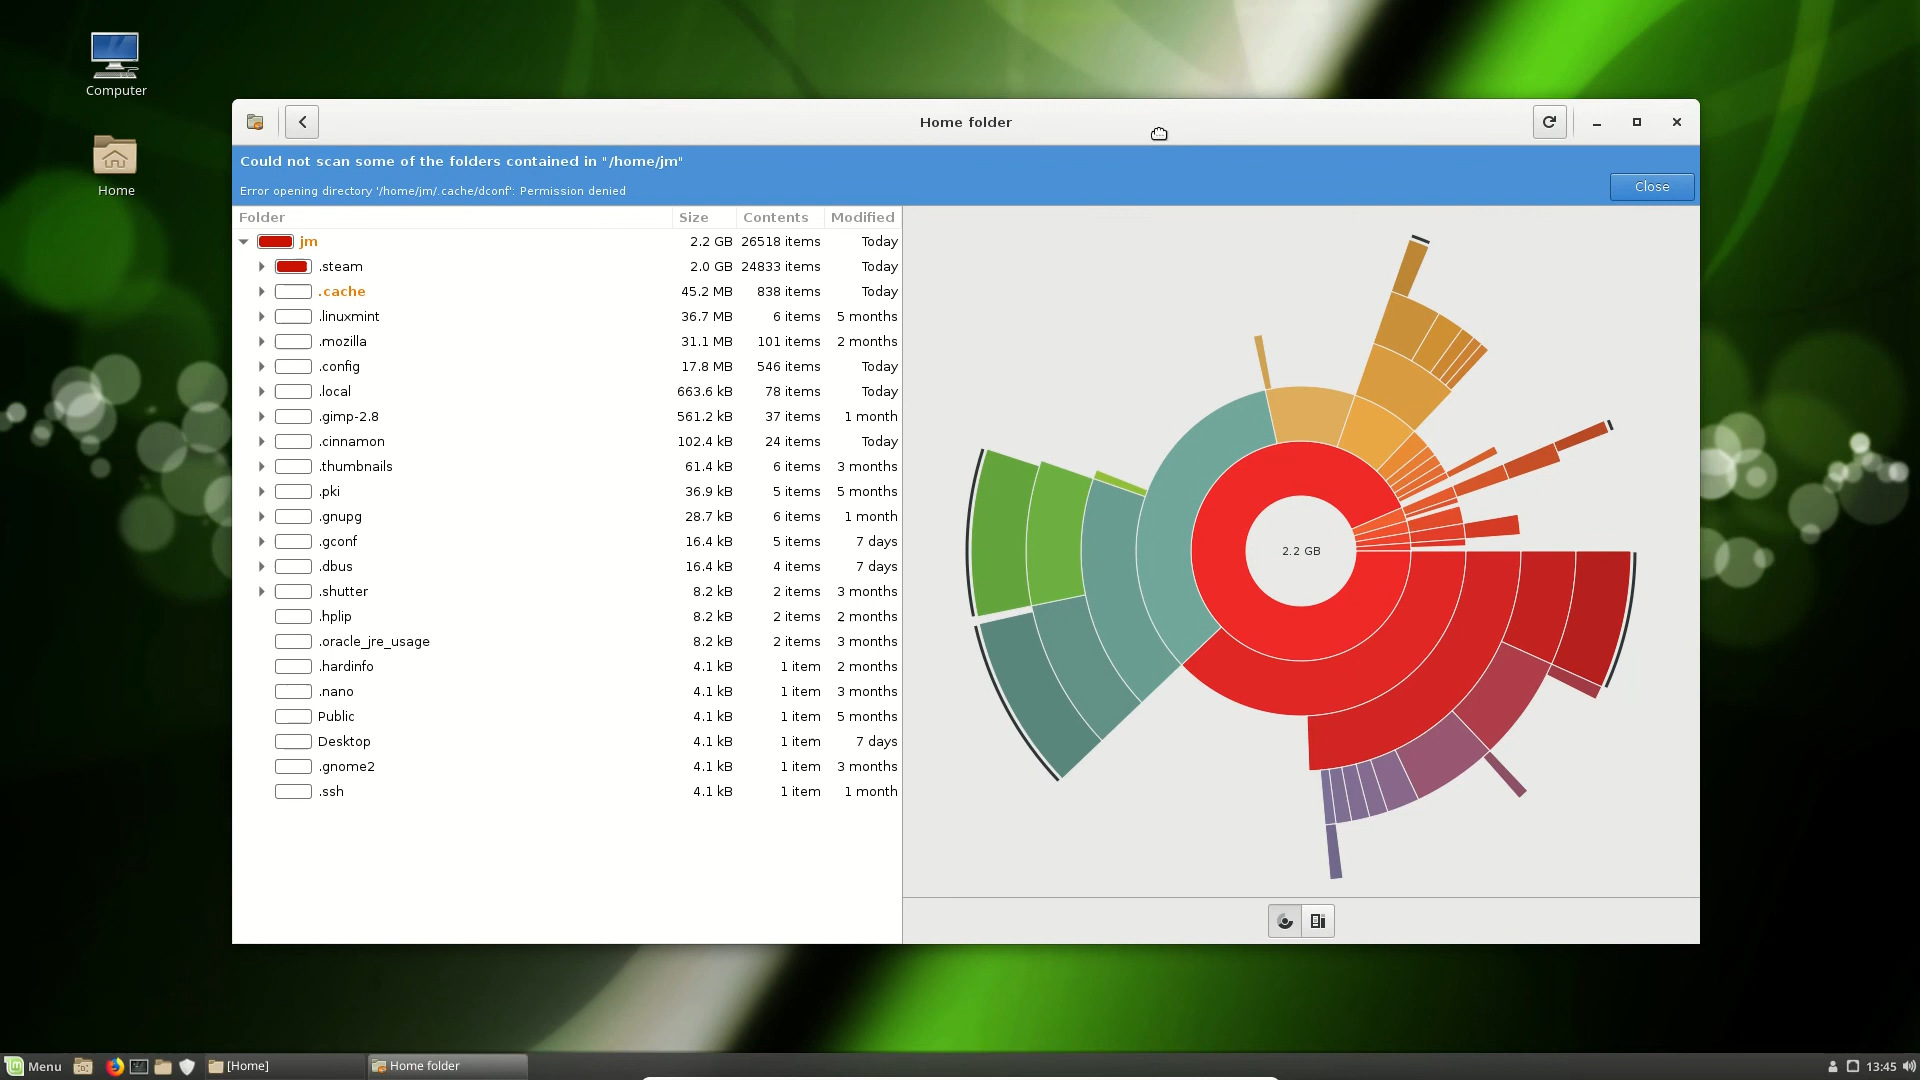 Computer
Home
Home folder
Could not scan some of the folders contained in "/home/jm"
Error opening directory '/home/jm/.cache/dconf': Permission denied
Close
Folder Size Contents Modified
jm 2.2 GB 26518 items Today
.steam 2.0 GB 24833 items Today
.cache 45.2 MB 838 items Today
.linuxmint 36.7 MB 6 items 5 months
.mozilla 31.1 MB 101 items 2 months
.config 17.8 MB 546 items Today
.local 663.6 kB 78 items Today
.gimp-2.8 561.2 kB 37 items 1 month
.cinnamon 102.4 kB 24 items Today
.thumbnails 61.4 kB 6 items 3 months
.pki 36.9 kB 5 items 5 months
.gnupg 28.7 kB 6 items 1 month
.gconf 16.4 kB 5 items 7 days
.dbus 16.4 kB 4 items 7 days
.shutter 8.2 kB 2 items 3 months
.hplip 8.2 kB 2 items 2 months
.oracle_jre_usage 8.2 kB 2 items 3 months
.hardinfo 4.1 kB 1 item 2 months
.nano 4.1 kB 1 item 3 months
Public 4.1 kB 1 item 5 months
Desktop 4.1 kB 1 item 7 days
.gnome2 4.1 kB 1 item 3 months
.ssh 4.1 kB 1 item 1 month
2.2 GB
Menu [Home] Home folder 13:45